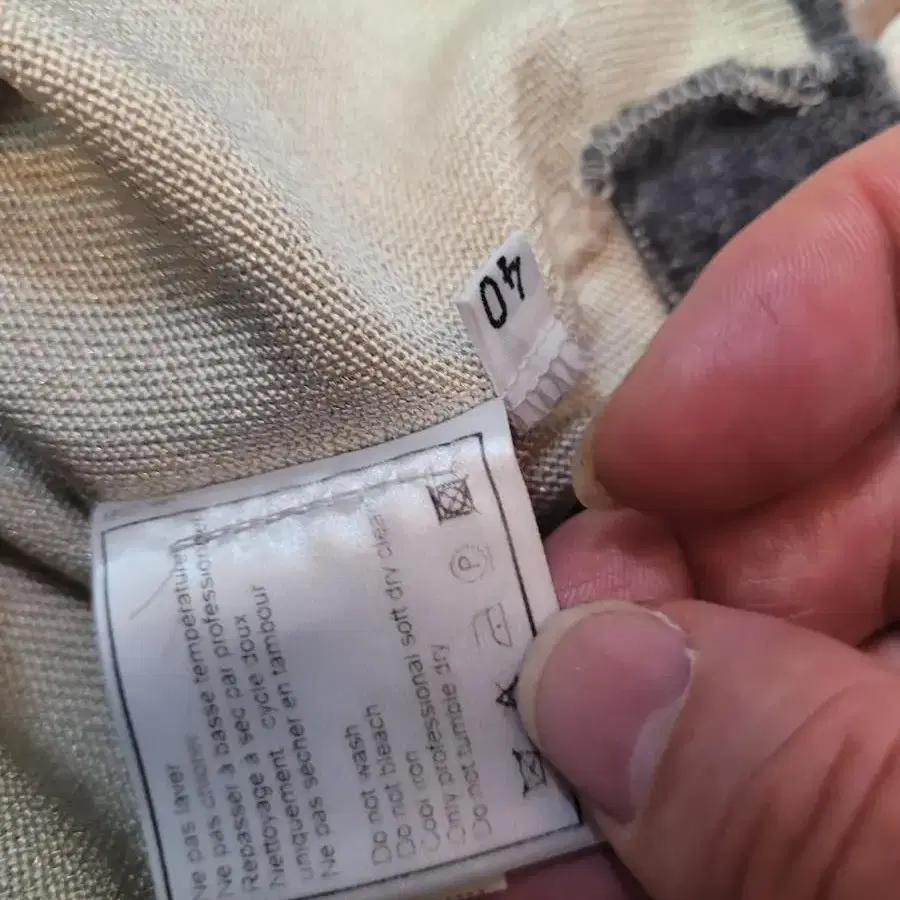 40
Ne pas laver
Ne pas chlorer
Repasser à basse température
Nettoyage à sec par professionnel
uniquement cycle doux
Ne pas sécher en tambour
Do not wash
Do not bleach
Cool iron
Only professional soft dry clean
Do not tumble dry
P